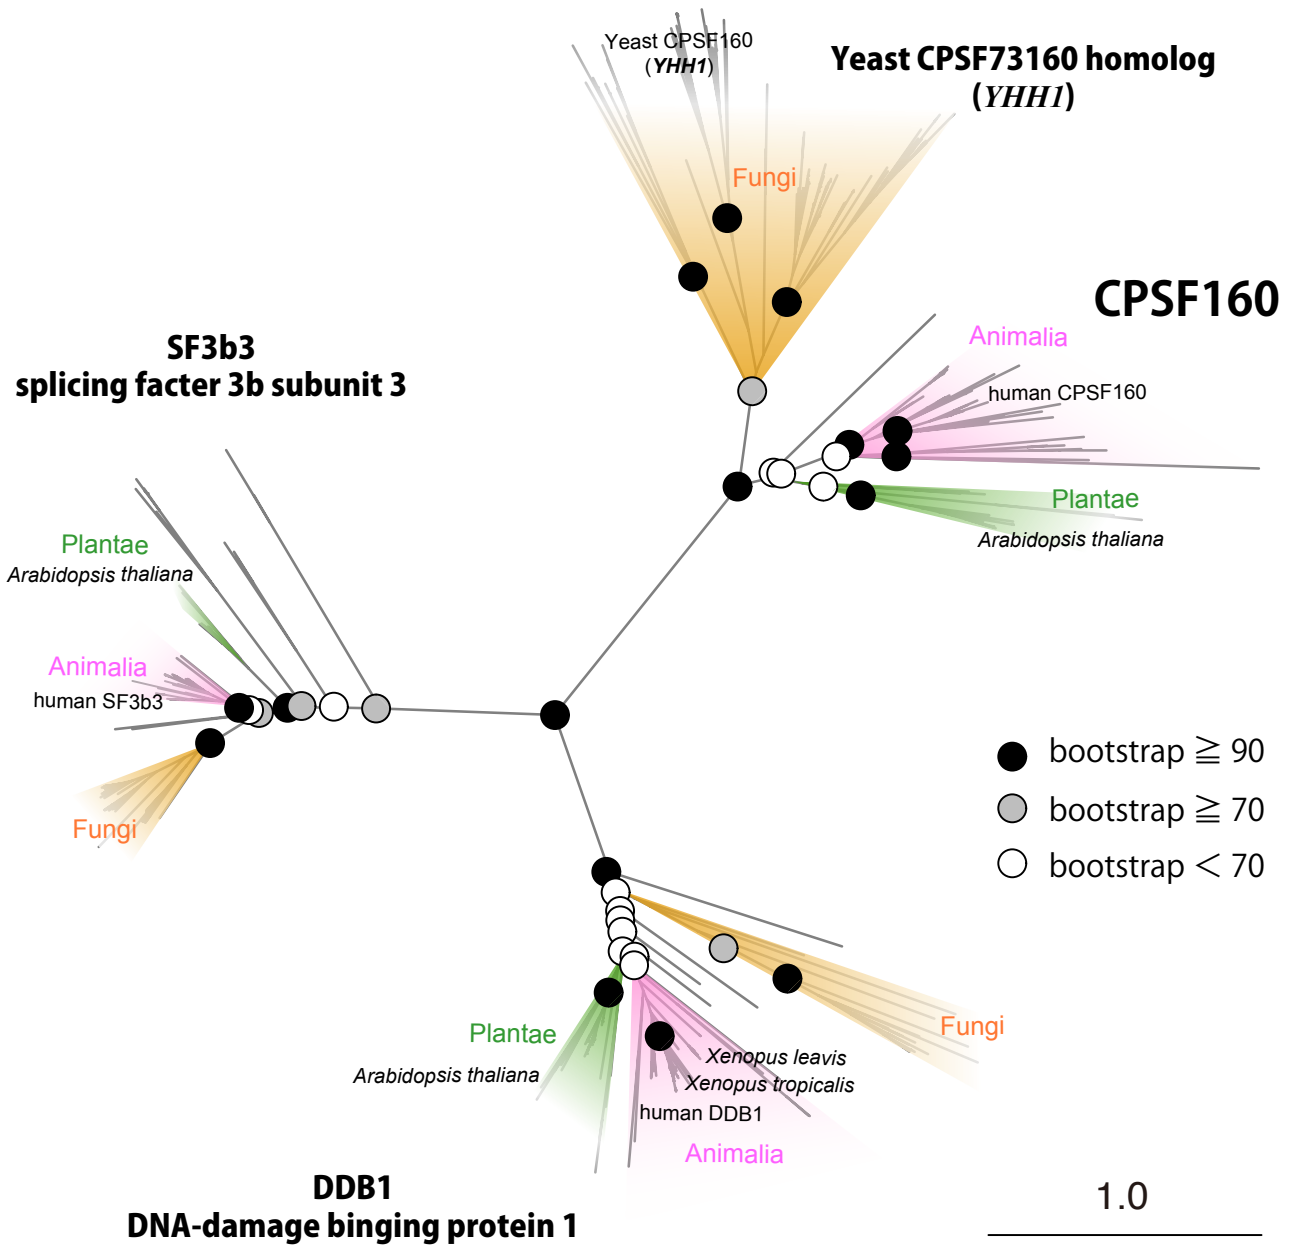 Yeast CPSF160
(YHH1)
Yeast CPSF73160 homolog
(YHH1)
Fungi
CPSF160
Animalia
human CPSF160
Plantae
Arabidopsis thaliana
SF3b3
splicing facter 3b subunit 3
Plantae
Arabidopsis thaliana
Animalia
human SF3b3
Fungi
bootstrap ≧ 90
bootstrap ≧ 70
bootstrap < 70
Fungi
Plantae
Arabidopsis thaliana
Xenopus leavis
Xenopus tropicalis
human DDB1
Animalia
DDB1
DNA-damage binging protein 1
1.0